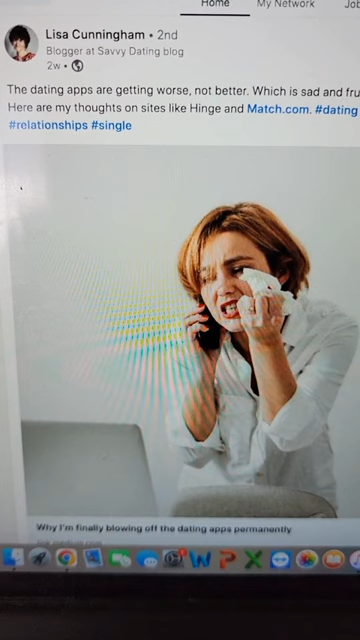 Home My Network Job
Lisa Cunningham • 2nd
Blogger at Savvy Dating blog
2w •
The dating apps are getting worse, not better. Which is sad and fru
Here are my thoughts on sites like Hinge and Match.com. #dating
#relationships #single
Why I'm finally blowing off the dating apps permanently